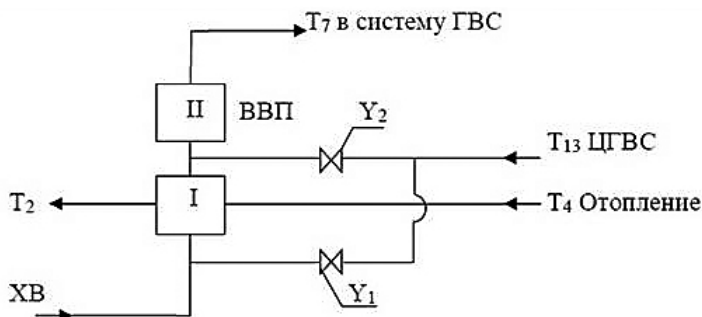 T7 в систему ГВС
II ВВП
Y2
T13 ЦГВС
T2
I
T4 Отопление
ХВ
Y1